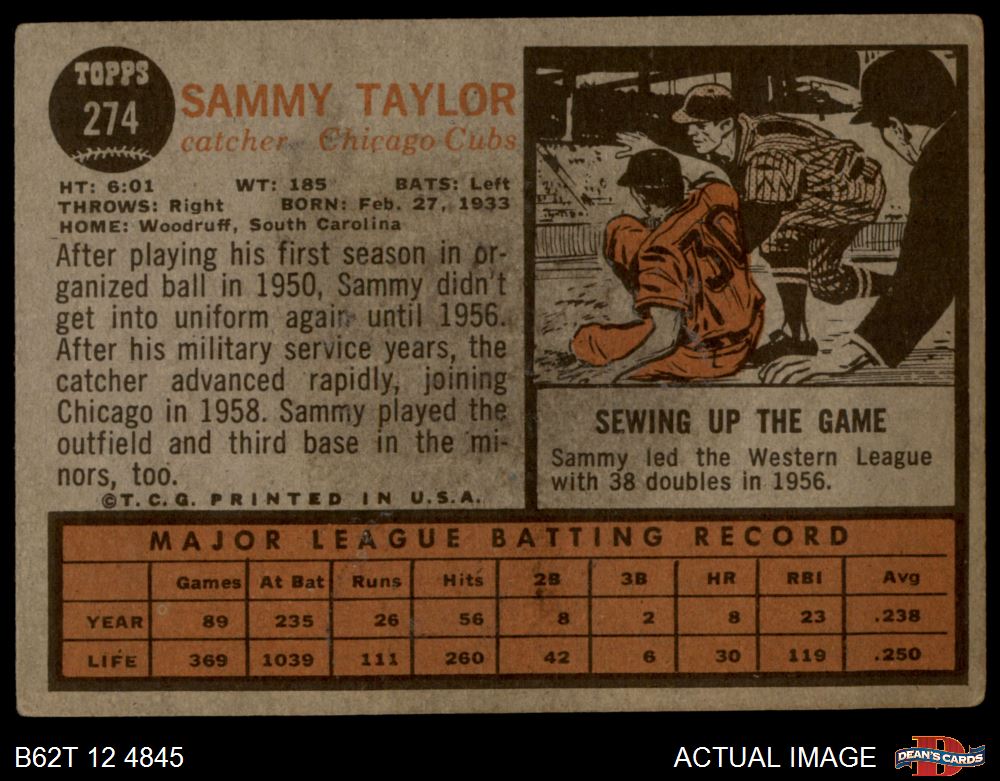 TOPPS
274
SAMMY TAYLOR
catcher Chicago Cubs
HT: 6:01 WT: 185 BATS: Left
THROWS: Right BORN: Feb. 27, 1933
HOME: Woodruff, South Carolina
After playing his first season in or-
ganized ball in 1950, Sammy didn't
get into uniform again until 1956.
After his military service years, the
catcher advanced rapidly, joining
Chicago in 1958. Sammy played the
outfield and third base in the mi-
nors, too.
©T.C.G. PRINTED IN U.S.A.
30
SEWING UP THE GAME
Sammy led the Western League
with 38 doubles in 1956.
MAJOR LEAGUE BATTING RECORD
Games At Bat Runs Hits 2B 3B HR RBI Avg
YEAR 89 235 26 56 8 2 8 23 .238
LIFE 369 1039 111 260 42 6 30 119 .250
B62T 12 4845
ACTUAL IMAGE
D
DEAN'S CARDS